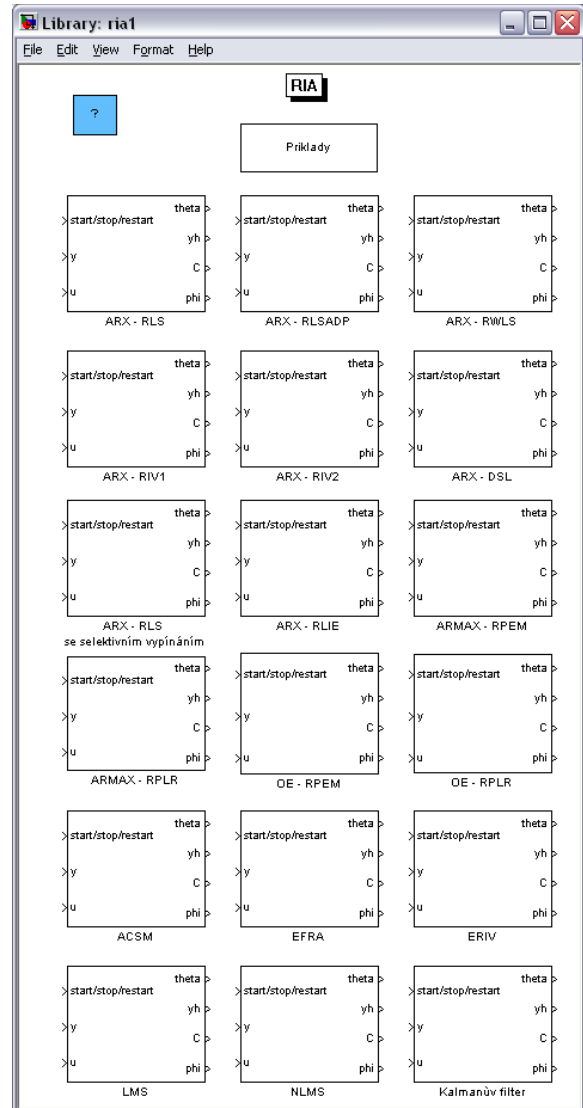 Library: ria1
File Edit View Format Help
RIA
?
Priklady
start/stop/restart
y
u
theta
yh
C
phi
ARX - RLS
start/stop/restart
y
u
theta
yh
C
phi
ARX - RLSADP
start/stop/restart
y
u
theta
yh
C
phi
ARX - RWLS
start/stop/restart
y
u
theta
yh
C
phi
ARX - RIV1
start/stop/restart
y
u
theta
yh
C
phi
ARX - RIV2
start/stop/restart
y
u
theta
yh
C
phi
ARX - DSL
start/stop/restart
y
u
theta
yh
C
phi
ARX - RLS
se selektivním vypínáním
start/stop/restart
y
u
theta
yh
C
phi
ARX - RLIE
start/stop/restart
y
u
theta
yh
C
phi
ARMAX - RPEM
start/stop/restart
y
u
theta
yh
C
phi
ARMAX - RPLR
start/stop/restart
y
u
theta
yh
C
phi
OE - RPEM
start/stop/restart
y
u
theta
yh
C
phi
OE - RPLR
start/stop/restart
y
u
theta
yh
C
phi
ACSM
start/stop/restart
y
u
theta
yh
C
phi
EFRA
start/stop/restart
y
u
theta
yh
C
phi
ERIV
start/stop/restart
y
u
theta
yh
C
phi
LMS
start/stop/restart
y
u
theta
yh
C
phi
NLMS
start/stop/restart
y
u
theta
yh
C
phi
Kalmanùv filter